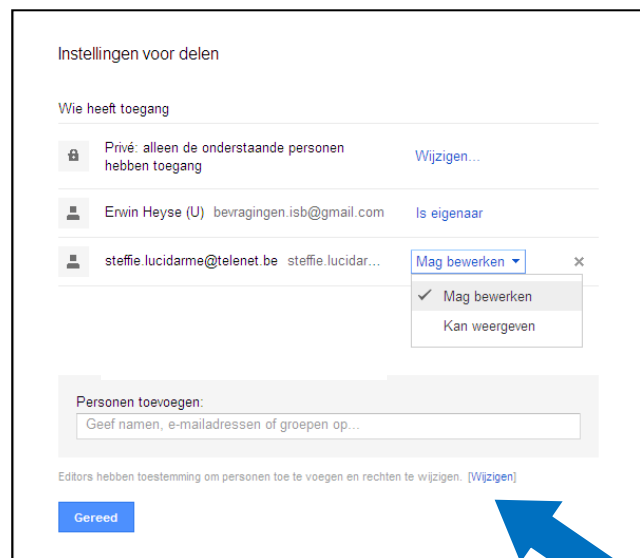 Instellingen voor delen
Wie heeft toegang
Privé: alleen de onderstaande personen
hebben toegang
Wijzigen...
Erwin Heyse (U) bevragingen.isb@gmail.com Is eigenaar
steffie.lucidarme@telenet.be steffie.lucidar... Mag bewerken
Mag bewerken
Kan weergeven
Personen toevoegen:
Geef namen, e-mailadressen of groepen op...
Editors hebben toestemming om personen toe te voegen en rechten te wijzigen. [Wijzigen]
Gereed